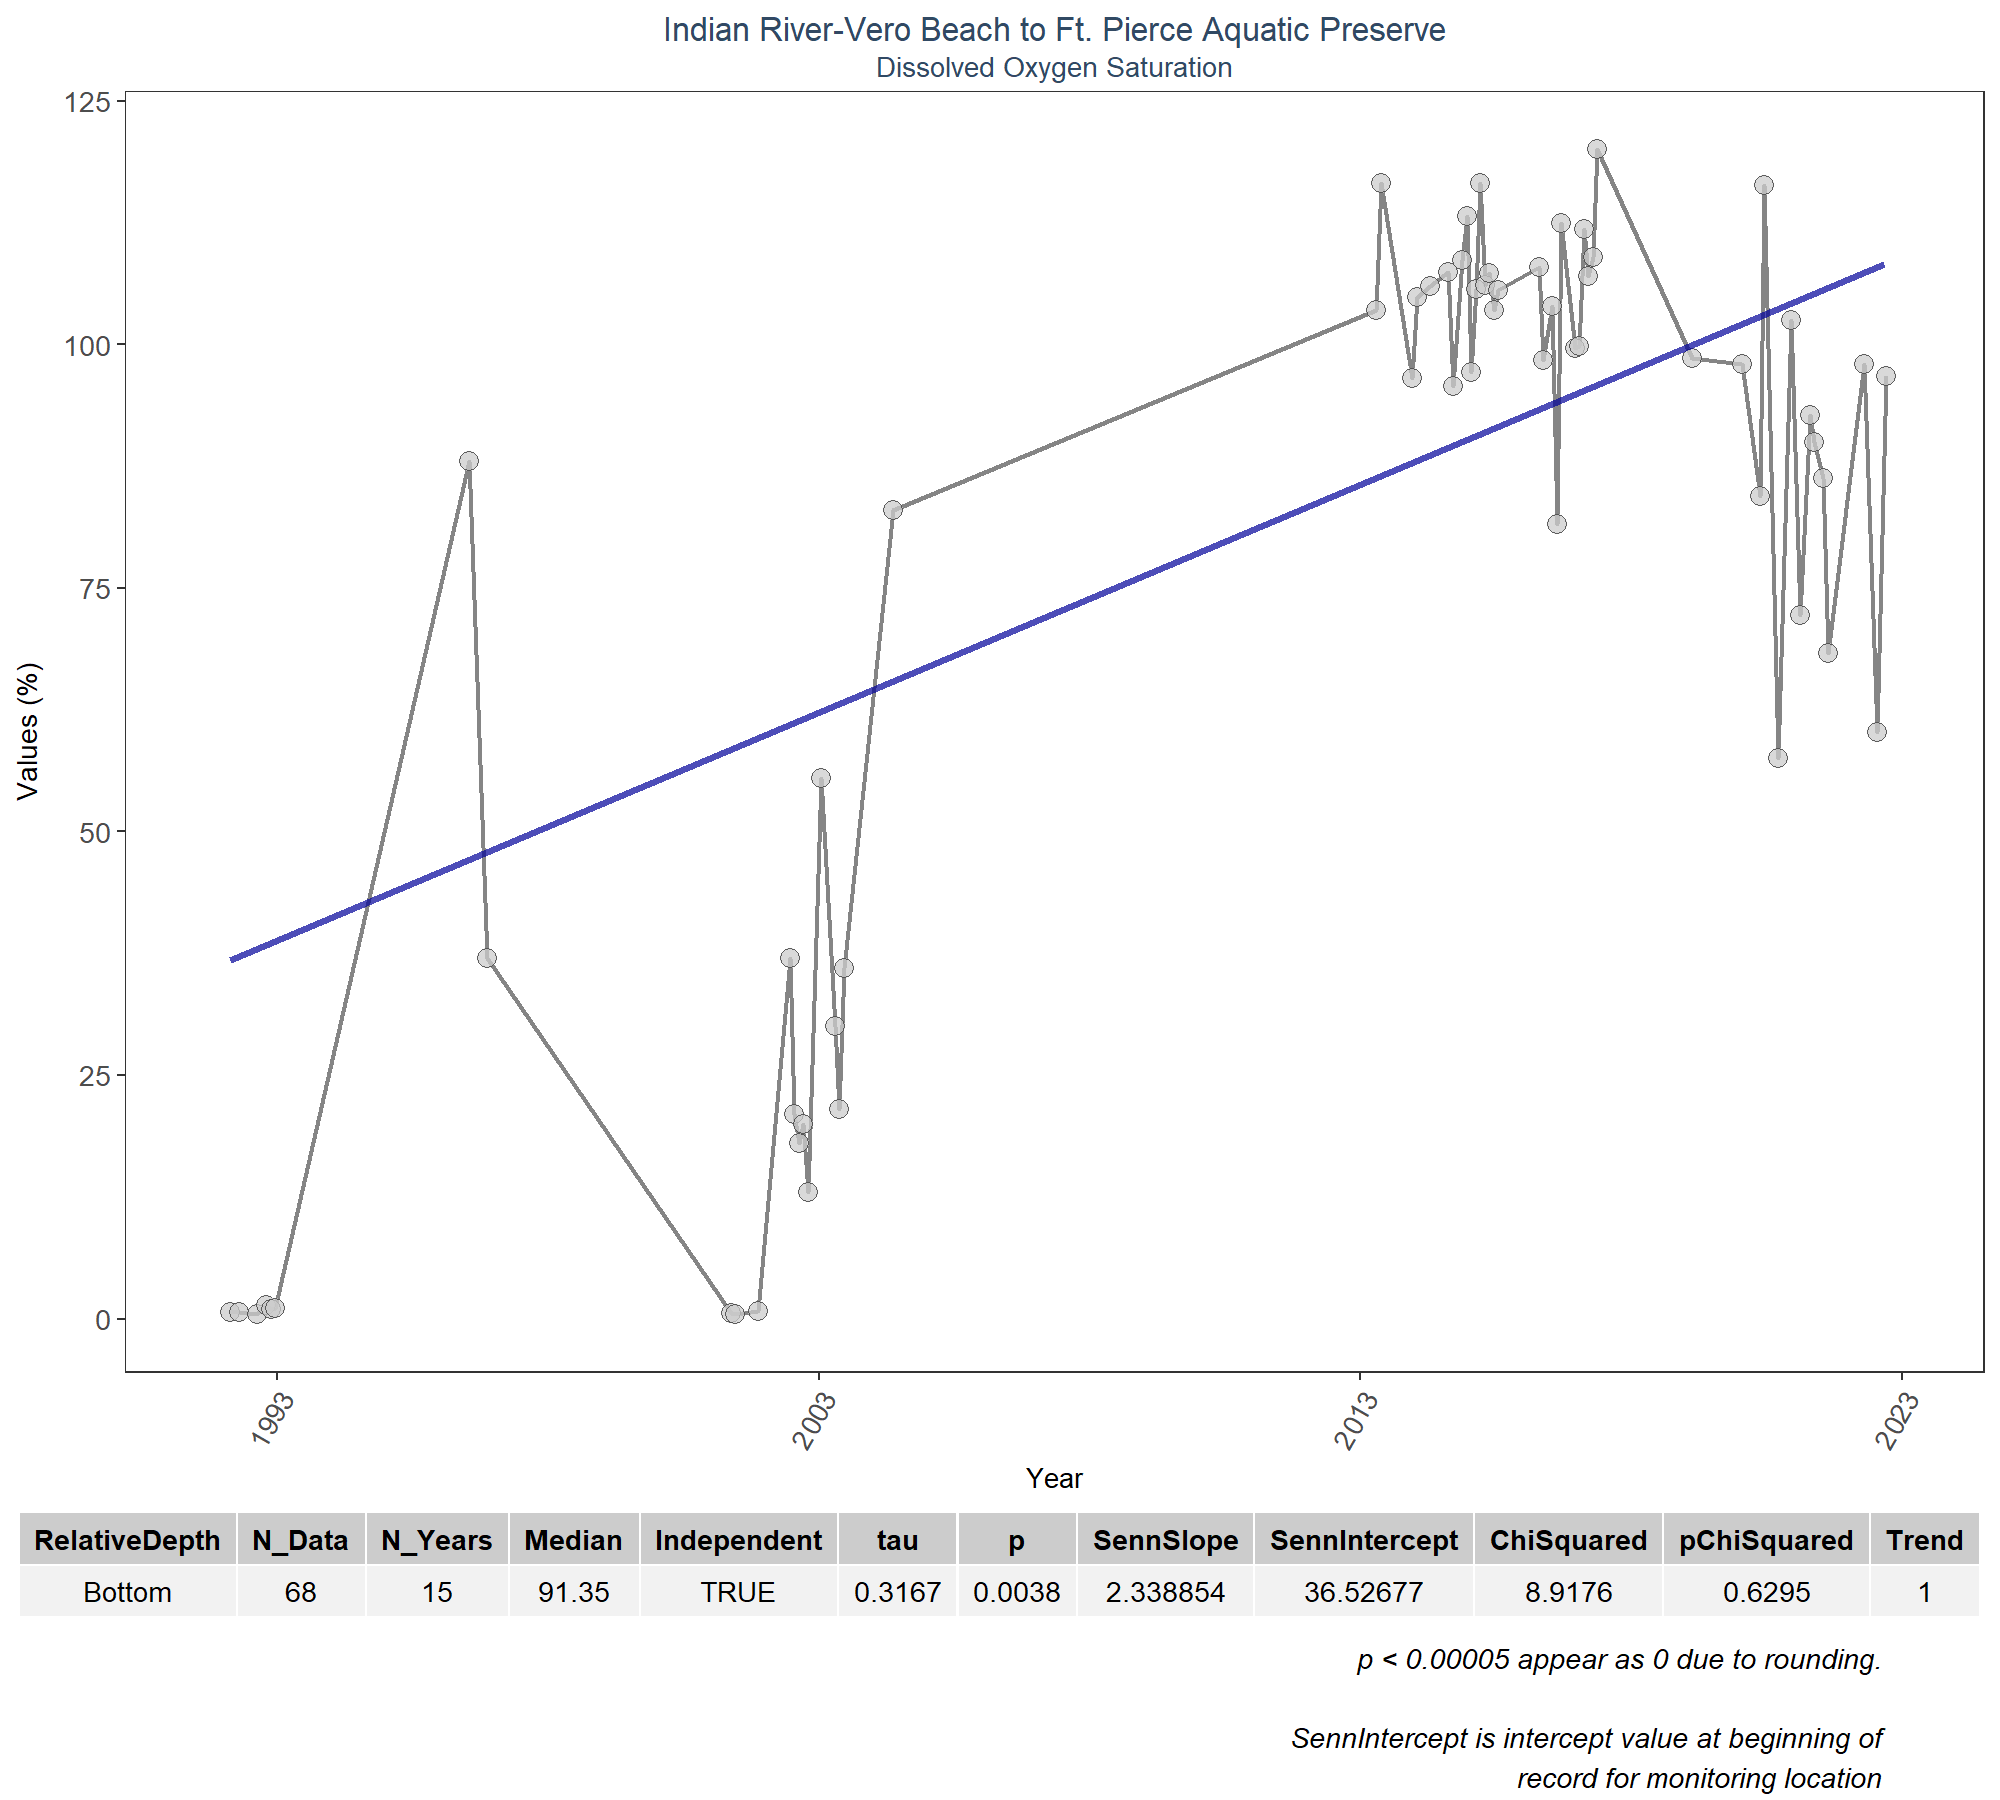 Indian River-Vero Beach to Ft. Pierce Aquatic Preserve
Dissolved Oxygen Saturation
125
100
75
50
25
0
Values (%)
1993
2003
2013
2023
Year
RelativeDepth N_Data N_Years Median Independent tau p SennSlope SennIntercept ChiSquared pChiSquared Trend
Bottom 68 15 91.35 TRUE 0.3167 0.0038 2.338854 36.52677 8.9176 0.6295 1
p < 0.00005 appear as 0 due to rounding.
SennIntercept is intercept value at beginning of
record for monitoring location